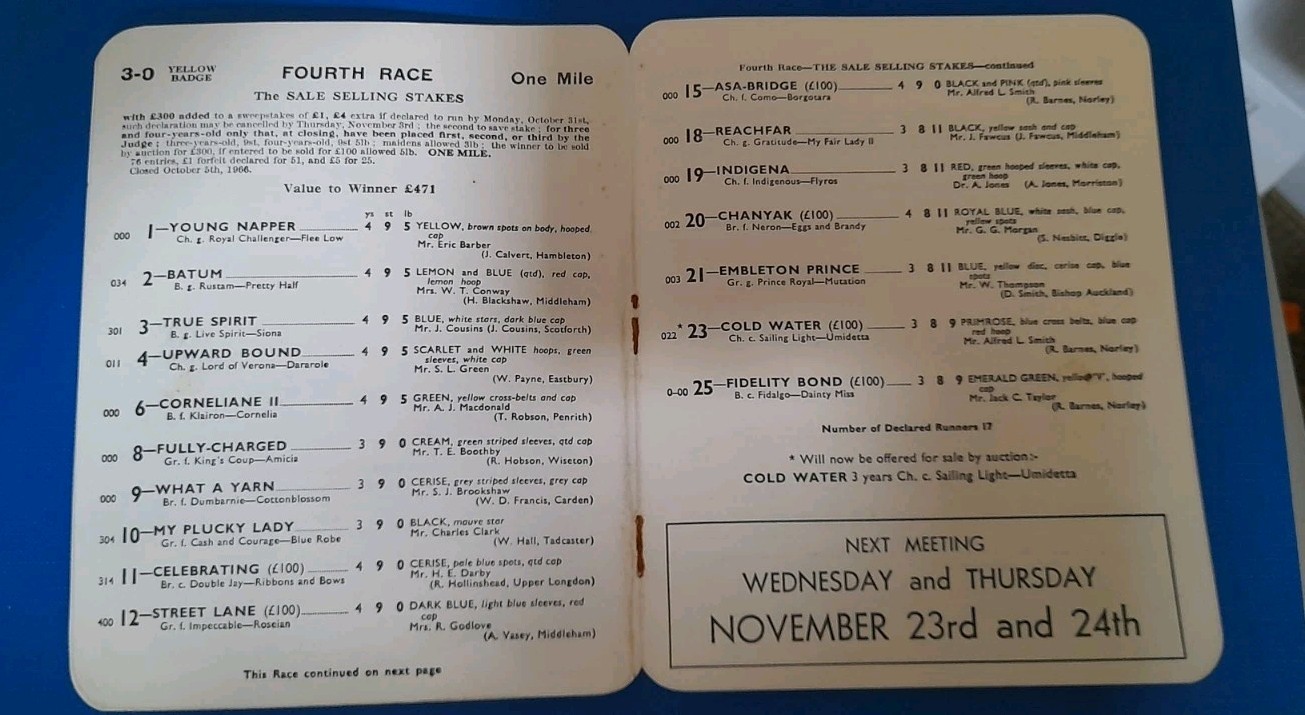 3-0 YELLOW BADGE FOURTH RACE One Mile
The SALE SELLING STAKES
with £300 added to a sweepstakes of £1, £4 extra if declared to run by Monday, October 31st,
such declaration may be cancelled by Thursday, November 3rd; the second to save stake; for three
and four-years-old only that, at closing, have been placed first, second, or third by the
Judge; three-years-old, 9st. four-years-old, 9st 5lb; maidens allowed 3lb; the winner to be sold
by auction for £300, if entered to be sold for £100 allowed 5lb. ONE MILE.
76 entries, £1 forfeit declared for 51, and £5 for 25.
Closed October 5th, 1966.
Value to Winner £471
ys st lb
000 1—YOUNG NAPPER 4 9 5 YELLOW, brown spots on body, hooped
cap
Ch. g. Royal Challenger—Flee Low
Mr. Eric Barber
(J. Calvert, Hambleton)
034 2—BATUM 4 9 5 LEMON and BLUE (qtd), red cap,
lemon hoop
B. g. Rustam—Pretty Half
Mrs. W. T. Conway
(H. Blackshaw, Middleham)
301 3—TRUE SPIRIT 4 9 5 BLUE, white stars, dark blue cap
B. g. Live Spirit—Siona
Mr. J. Cousins (J. Cousins, Scotforth)
011 4—UPWARD BOUND 4 9 5 SCARLET and WHITE hoops, green
sleeves, white cap
Ch. g. Lord of Verona—Dararole
Mr. S. L. Green
(W. Payne, Eastbury)
000 6—CORNELIANE II 4 9 5 GREEN, yellow cross-belts and cap
B. f. Klairon—Cornelia
Mr. A. J. Macdonald
(T. Robson, Penrith)
000 8—FULLY-CHARGED 3 9 0 CREAM, green striped sleeves, qtd cap
Gr. f. King's Coup—Amicia
Mr. T. E. Boothby
(R. Hobson, Wiseton)
000 9—WHAT A YARN 3 9 0 CERISE, grey striped sleeves, grey cap
Br. f. Dumbarnie—Cottonblossom
Mr. S. J. Brookshaw
(W. D. Francis, Carden)
304 10—MY PLUCKY LADY 3 9 0 BLACK, mauve star
Gr. f. Cash and Courage—Blue Robe
Mr. Charles Clark
(W. Hall, Tadcaster)
314 11—CELEBRATING (£100) 4 9 0 CERISE, pale blue spots, qtd cap
Br. c. Double Jay—Ribbons and Bows
Mr. H. E. Darby
(R. Hollinshead, Upper Longdon)
400 12—STREET LANE (£100) 4 9 0 DARK BLUE, light blue sleeves, red
cap
Gr. f. Impeccable—Roseian
Mrs. R. Godlove
(A. Vasey, Middleham)
This Race continued on next page
Fourth Race—THE SALE SELLING STAKES—continued
000 15—ASA-BRIDGE (£100) 4 9 0 BLACK and PINK (qtd), pink sleeves
Ch. f. Como—Borgotara
Mr. Alfred L. Smith
(R. Barnes, Norley)
000 18—REACHFAR 3 8 11 BLACK, yellow sash and cap
Ch. g. Gratitude—My Fair Lady II
Mr. J. Fawcus (J. Fawcus, Middleham)
000 19—INDIGENA 3 8 11 RED, green hooped sleeves, white cap,
green hoop
Ch. f. Indigenous—Flyros
Dr. A. Jones (A. Jones, Morriston)
002 20—CHANYAK (£100) 4 8 11 ROYAL BLUE, white sash, blue cap,
yellow spots
Br. f. Neron—Eggs and Brandy
Mr. G. G. Morgan
(S. Nesbitt, Diggle)
003 21—EMBLETON PRINCE 3 8 11 BLUE, yellow disc, cerise cap, blue
spots
Gr. g. Prince Royal—Mutation
Mr. W. Thompson
(D. Smith, Bishop Auckland)
022* 23—COLD WATER (£100) 3 8 9 PRIMROSE, blue cross belts, blue cap
red hoop
Ch. c. Sailing Light—Umidetta
Mr. Alfred L. Smith
(R. Barnes, Norley)
0-00 25—FIDELITY BOND (£100) 3 8 9 EMERALD GREEN, yellow "V", hooped
cap
B. c. Fidalgo—Dainty Miss
Mr. Jack C. Taylor
(R. Barnes, Norley)
Number of Declared Runners 17
* Will now be offered for sale by auction:-
COLD WATER 3 years Ch. c. Sailing Light—Umidetta
NEXT MEETING
WEDNESDAY and THURSDAY
NOVEMBER 23rd and 24th